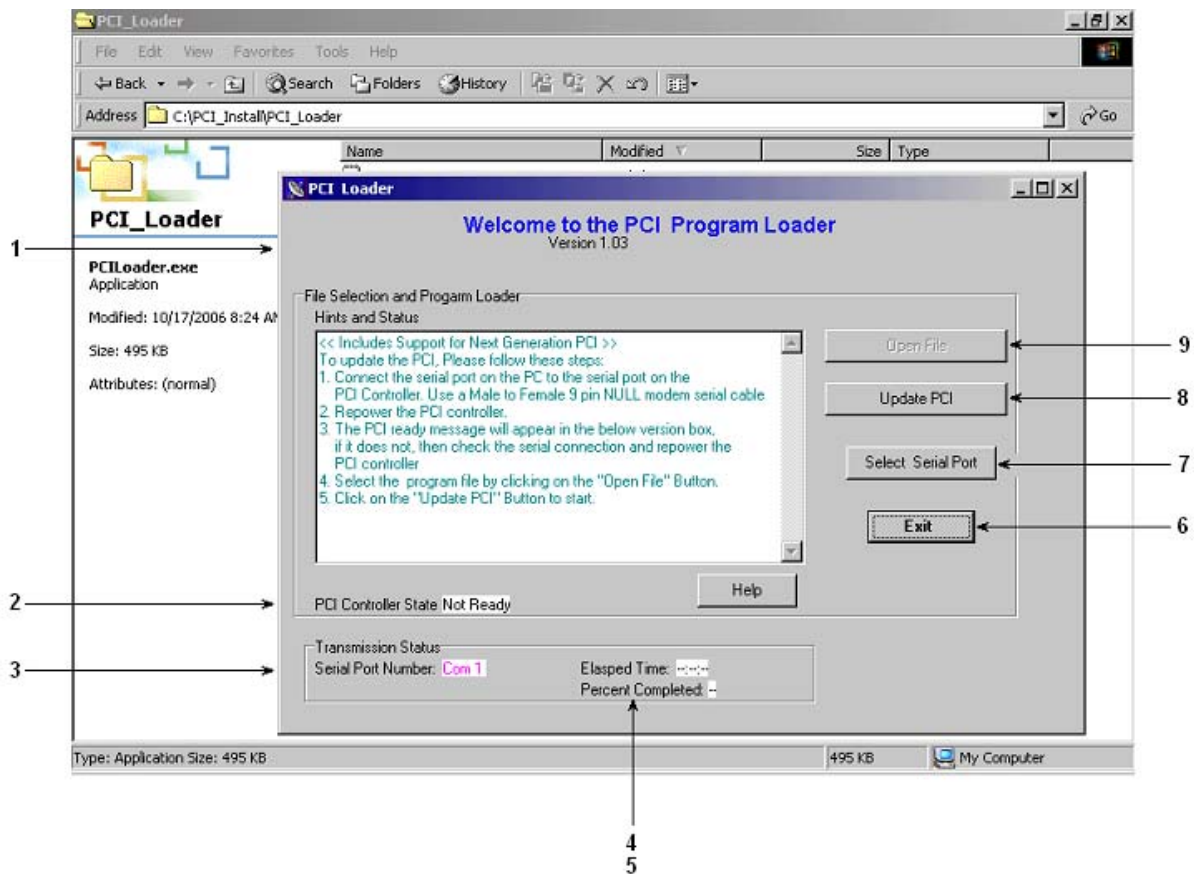 PCI_Loader
File Edit View Favorites Tools Help
Back Search Folders History
Address C:\PCI_Install\PCI_Loader Go
Name Modified Size Type
PCI_Loader
PCILoader.exe
Application
Modified: 10/17/2006 8:24 AM
Size: 495 KB
Attributes: (normal)
PCI Loader
Welcome to the PCI Program Loader
Version 1.03
File Selection and Progarm Loader
Hints and Status
<< Includes Support for Next Generation PCI >>
To update the PCI, Please follow these steps:
1. Connect the serial port on the PC to the serial port on the
PCI Controller. Use a Male to Female 9 pin NULL modem serial cable
2. Repower the PCI controller.
3. The PCI ready message will appear in the below version box,
if it does not, then check the serial connection and repower the
PCI controller
4. Select the program file by clicking on the "Open File" Button.
5. Click on the "Update PCI" Button to start.
Open File
Update PCI
Select Serial Port
Exit
Help
PCI Controller State Not Ready
Transmission Status
Serial Port Number: Com 1 Elasped Time: --:--:--
Percent Completed: --
Type: Application Size: 495 KB 495 KB My Computer
1
2
3
4
5
6
7
8
9